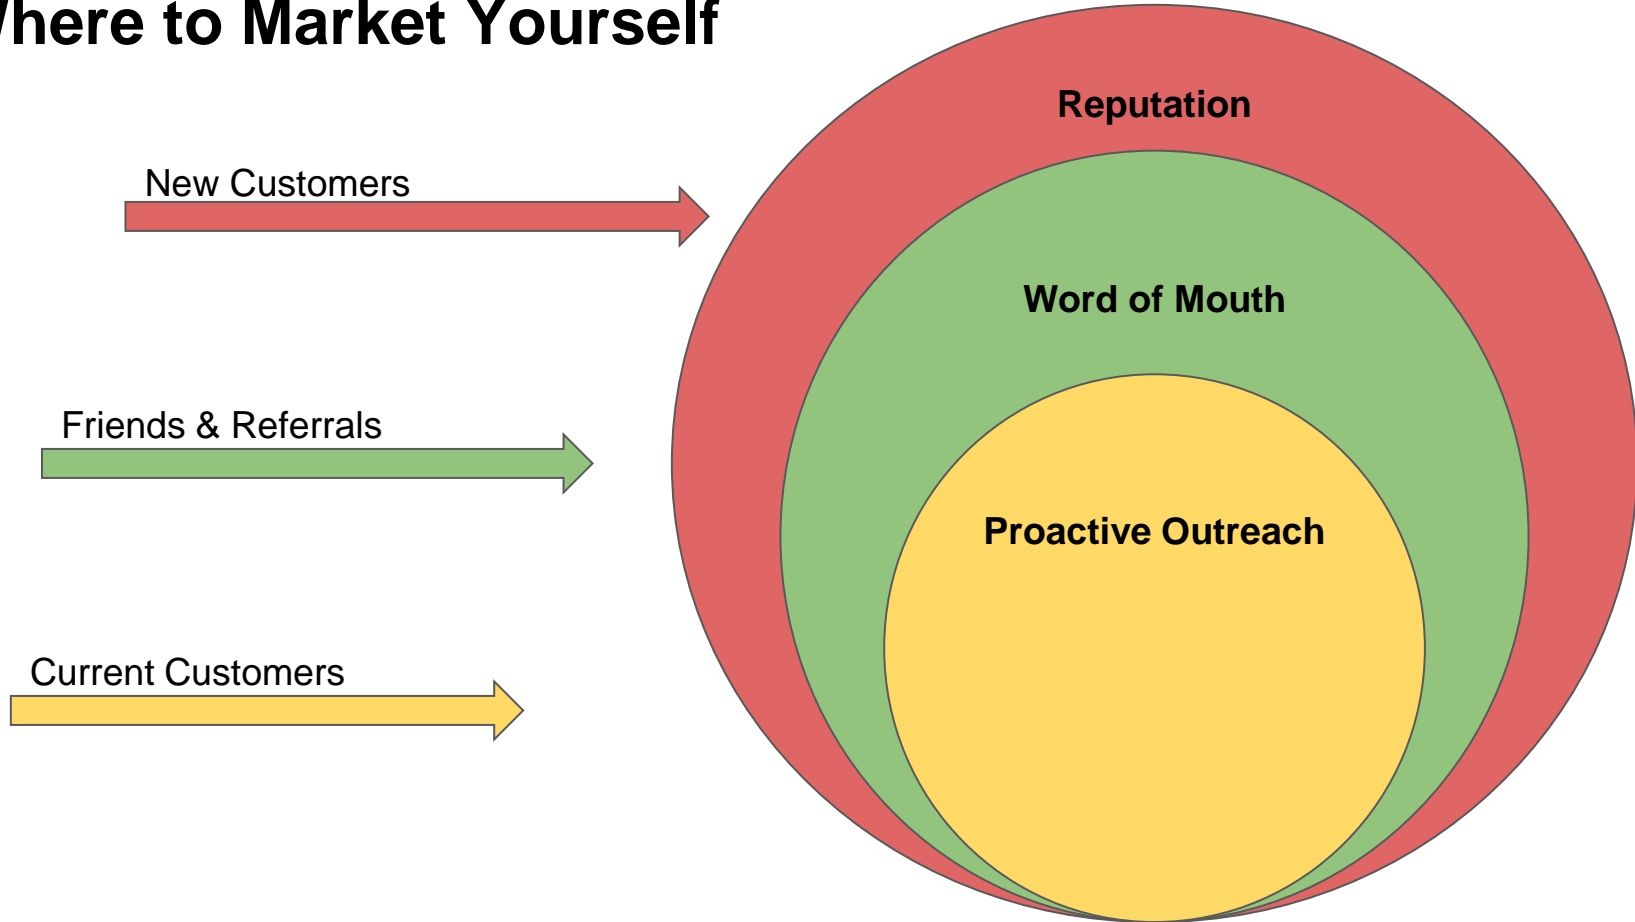 here to Market Yourself
Reputation
New Customers
Word of Mouth
Friends & Referrals
Proactive Outreach
Current Customers